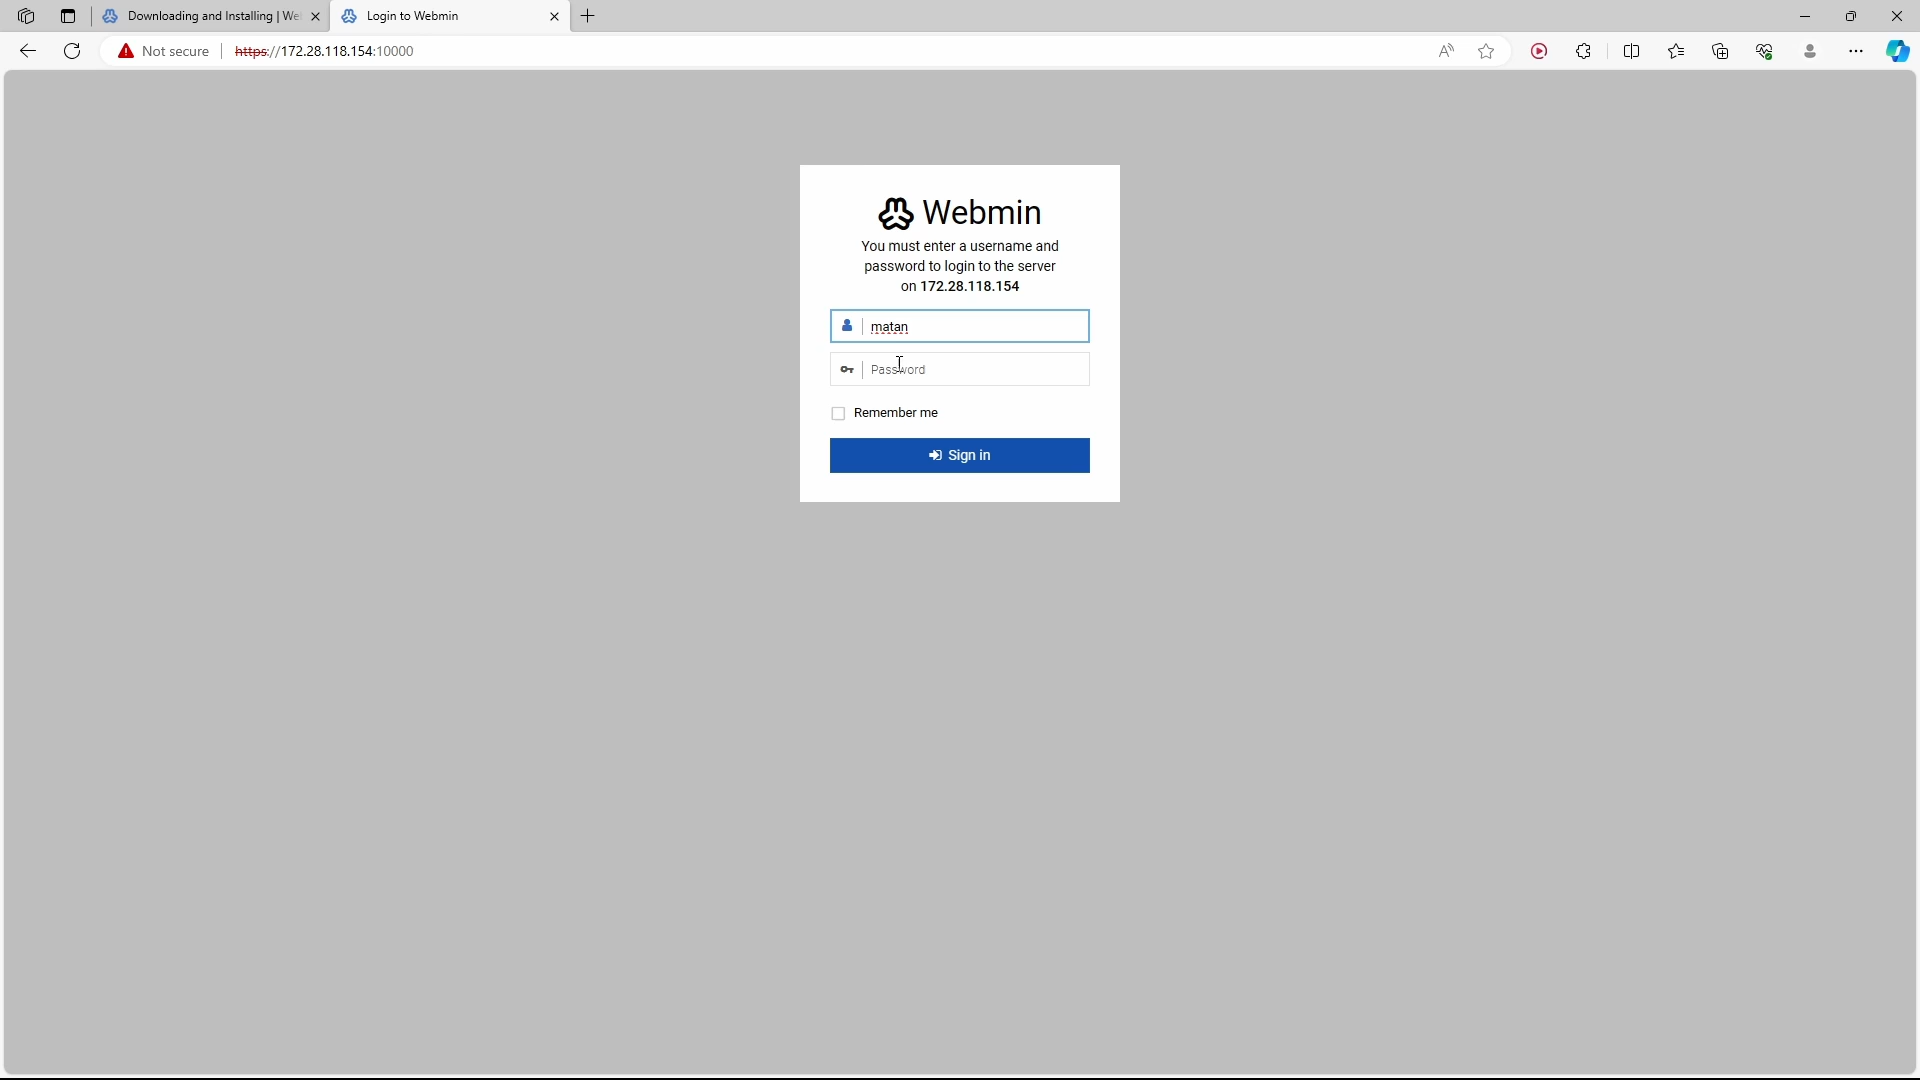 Downloading and Installing | We
Login to Webmin
Not secure
https://172.28.118.154:10000
Webmin
You must enter a username and
password to login to the server
on 172.28.118.154
matan
Password
Remember me
Sign in